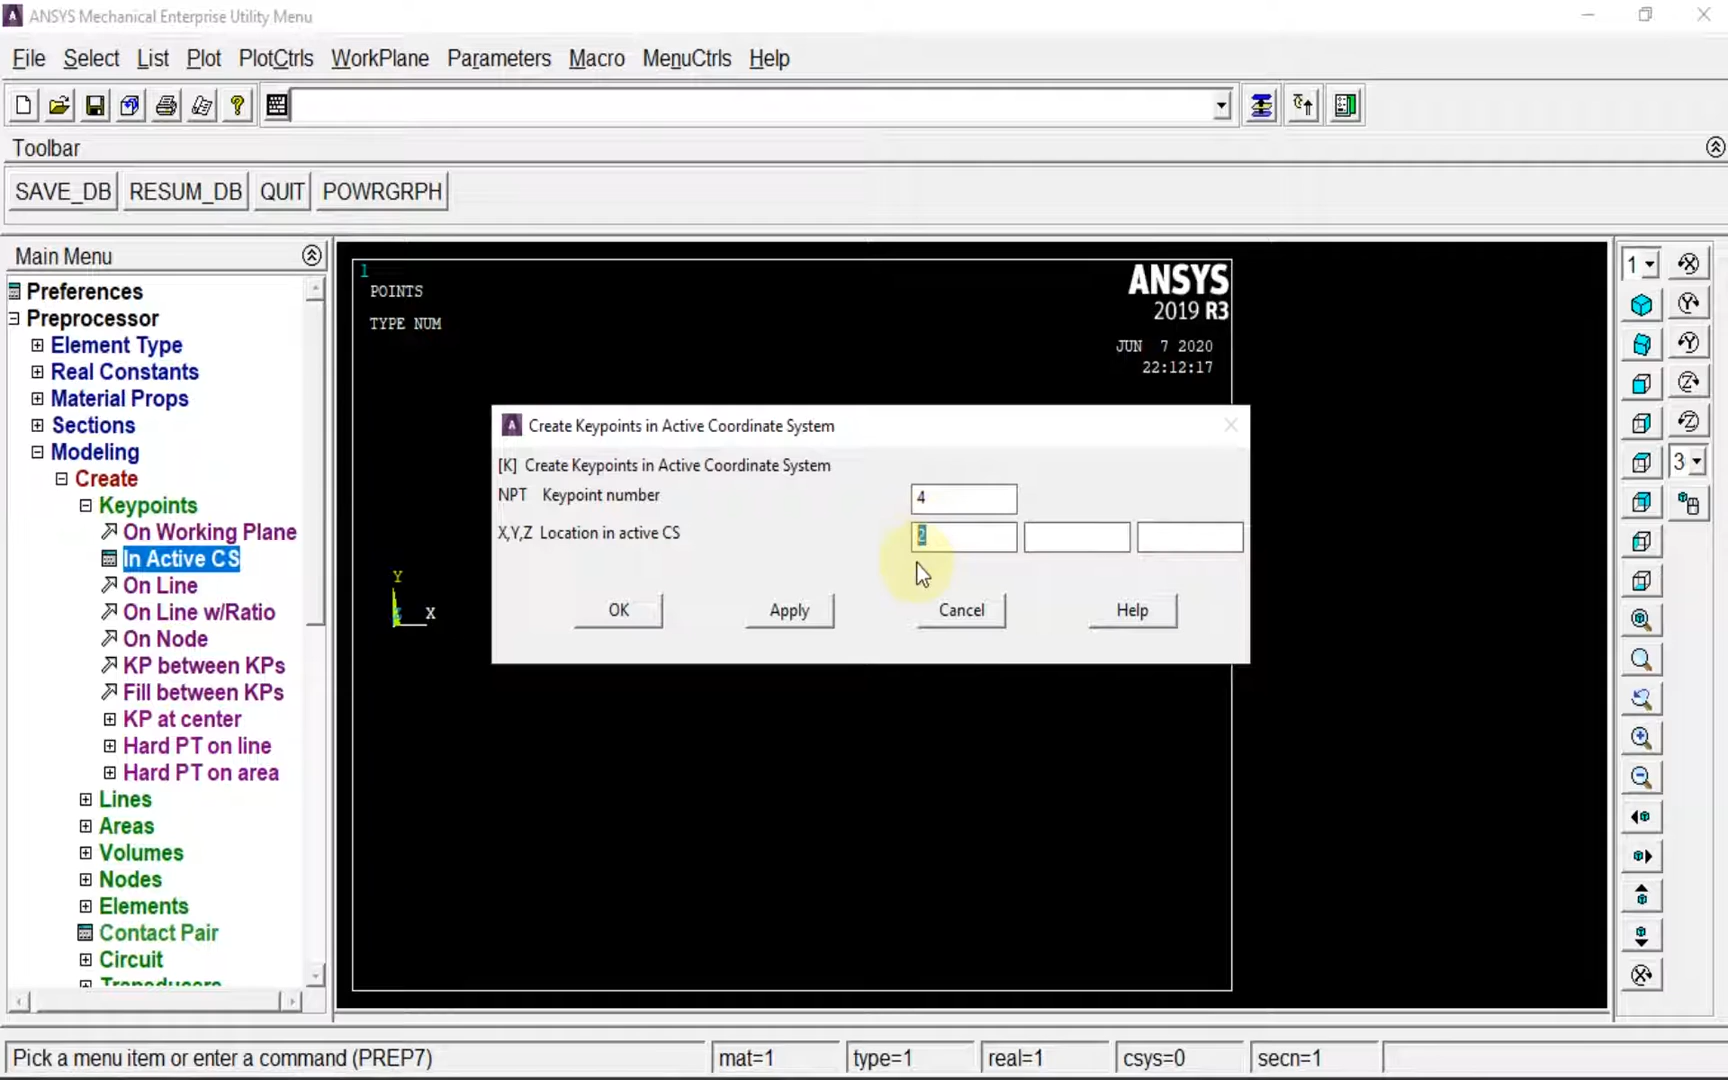 ANSYS Mechanical Enterprise Utility Menu
File Select List Plot PlotCtrls WorkPlane Parameters Macro MenuCtrls Help
Toolbar
SAVE_DB RESUM_DB QUIT POWRGRPH
Main Menu
Preferences
Preprocessor
Element Type
Real Constants
Material Props
Sections
Modeling
Create
Keypoints
On Working Plane
In Active CS
On Line
On Line w/Ratio
On Node
KP between KPs
Fill between KPs
KP at center
Hard PT on line
Hard PT on area
Lines
Areas
Volumes
Nodes
Elements
Contact Pair
Circuit
Transducers
1
POINTS
TYPE NUM
ANSYS
2019 R3
JUN 7 2020
22:12:17
Y
X
Create Keypoints in Active Coordinate System
[K] Create Keypoints in Active Coordinate System
NPT Keypoint number 4
X,Y,Z Location in active CS 2
OK Apply Cancel Help
1
3
Pick a menu item or enter a command (PREP7) mat=1 type=1 real=1 csys=0 secn=1